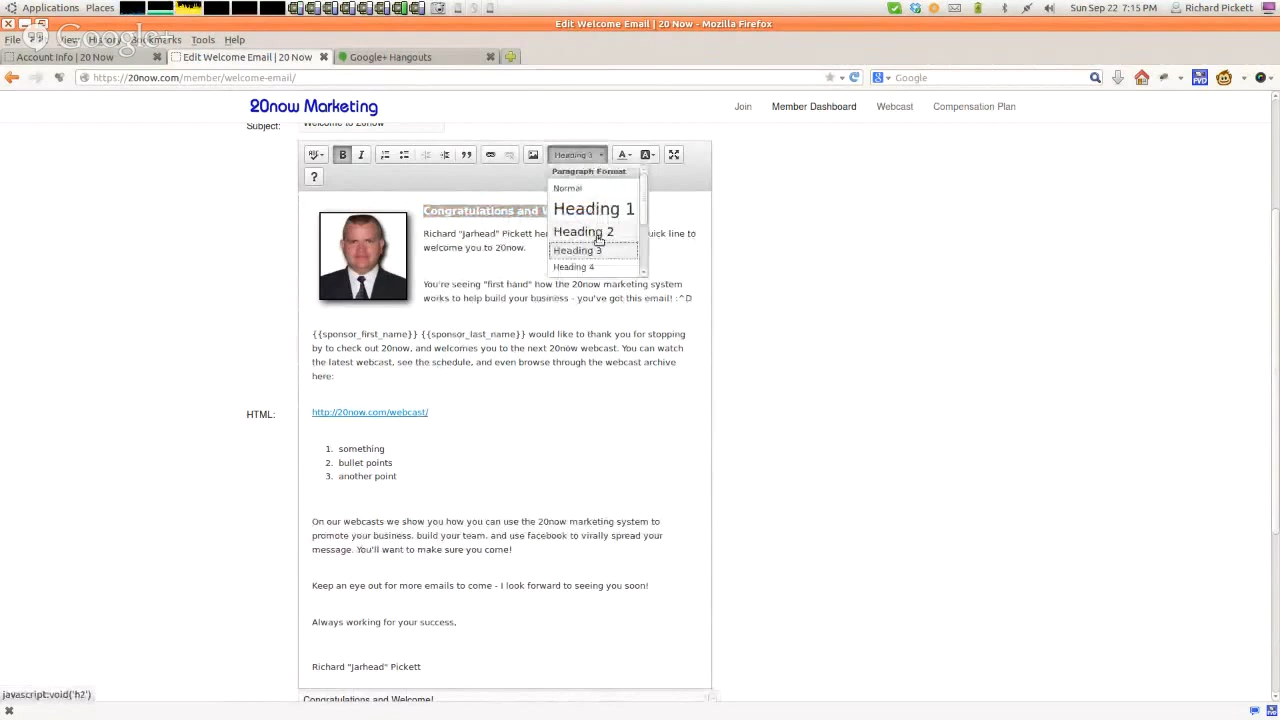 Applications Places
Sun Sep 22 7:15 PM Richard Pickett
Edit Welcome Email | 20 Now - Mozilla Firefox
Google+
File View History Bookmarks Tools Help
Account Info | 20 Now Edit Welcome Email | 20 Now Google+ Hangouts
https://20now.com/member/welcome-email/ Google
20now Marketing Join Member Dashboard Webcast Compensation Plan
Subject: Welcome to 20now
B I Heading 3 A A
?
Paragraph Format
Normal
Heading 1
Heading 2
Heading 3
Heading 4
Congratulations and W
Richard "Jarhead" Pickett her uick line to
welcome you to 20now.
You're seeing "first hand" how the 20now marketing system
works to help build your business - you've got this email! :^D
{{sponsor_first_name}} {{sponsor_last_name}} would like to thank you for stopping
by to check out 20now, and welcomes you to the next 20now webcast. You can watch
the latest webcast, see the schedule, and even browse through the webcast archive
here:
HTML: http://20now.com/webcast/
1. something
2. bullet points
3. another point
On our webcasts we show you how you can use the 20now marketing system to
promote your business, build your team, and use facebook to virally spread your
message. You'll want to make sure you come!
Keep an eye out for more emails to come - I look forward to seeing you soon!
Always working for your success,
Richard "Jarhead" Pickett
Congratulations and Welcome!
javascript:void('h2')